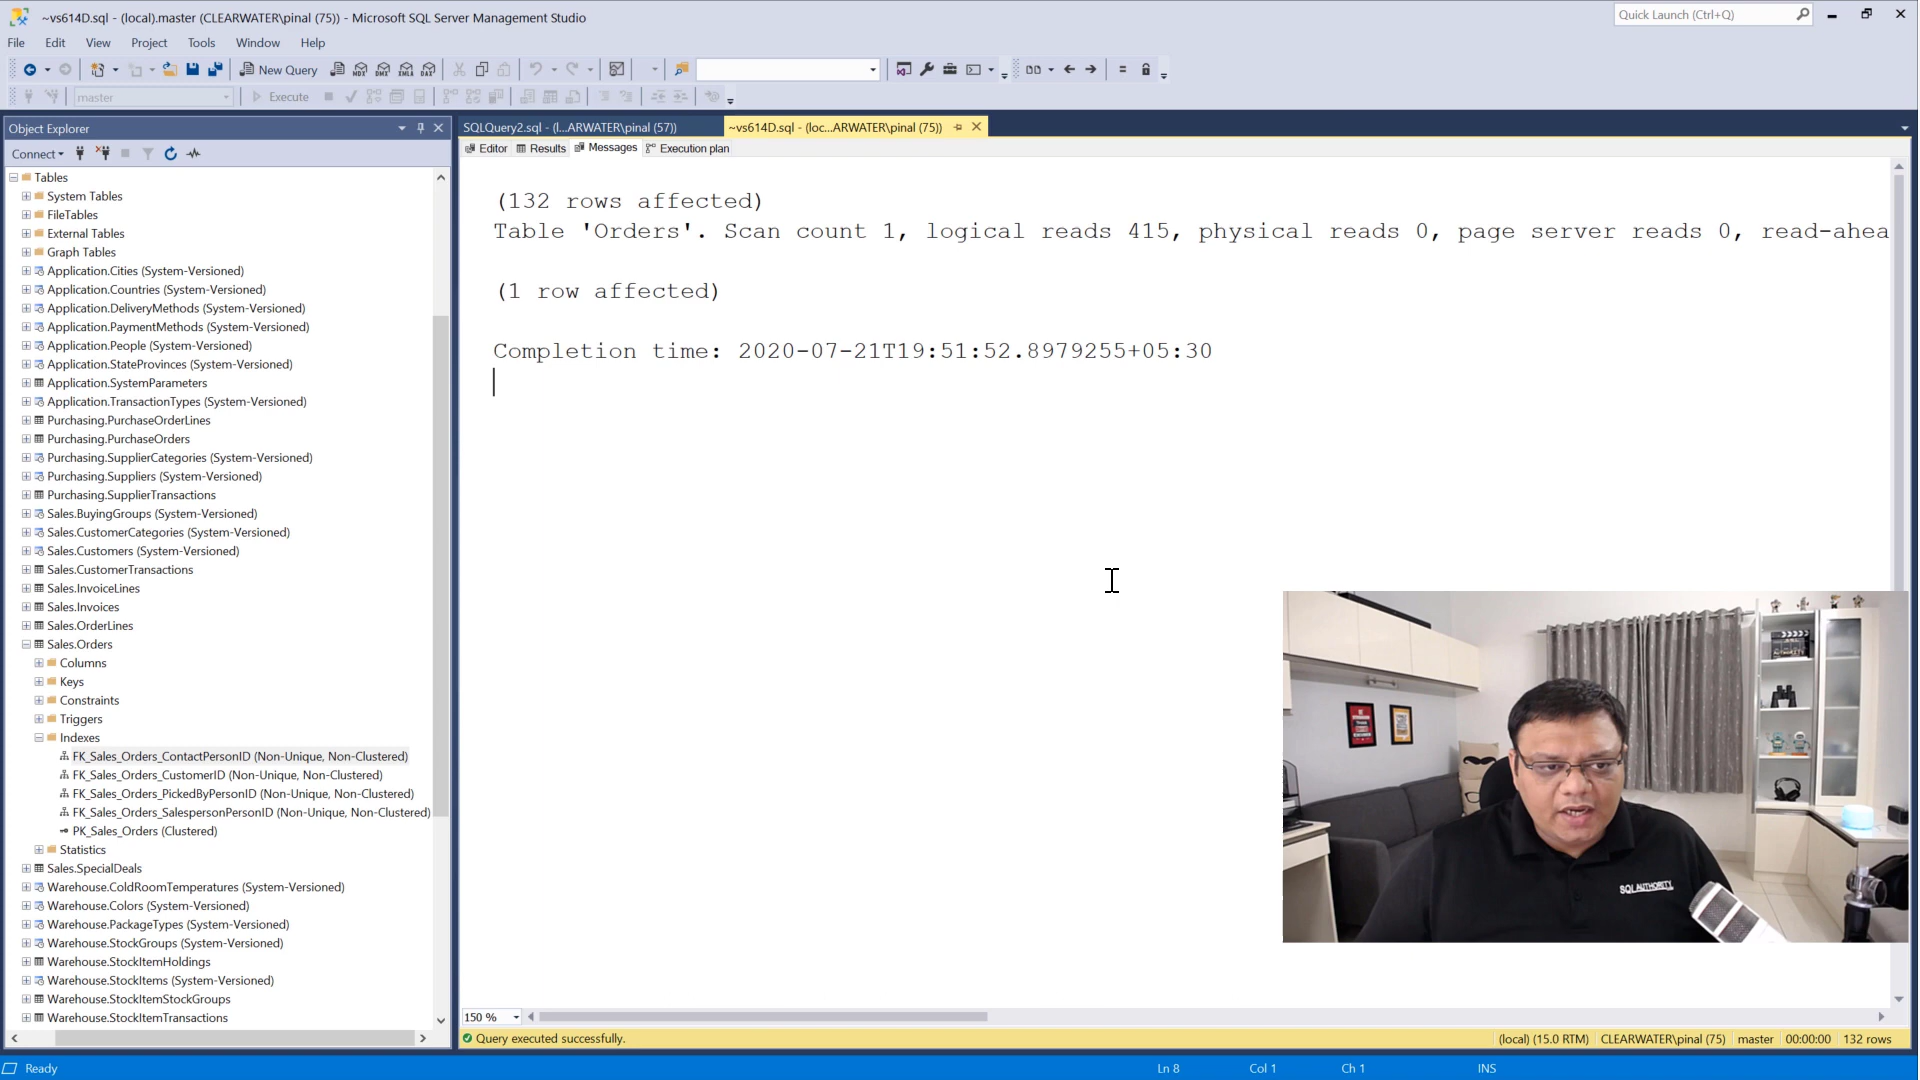 ~vs614D.sql - (local).master (CLEARWATER\pinal (75)) - Microsoft SQL Server Management Studio
Quick Launch (Ctrl+Q)
File Edit View Project Tools Window Help
New Query
MDX DMX XMLA DAX
master
Execute
Object Explorer
SQLQuery2.sql - (l...ARWATER\pinal (57))
~vs614D.sql - (loc...ARWATER\pinal (75))
Connect
Editor Results Messages Execution plan
Tables
System Tables
FileTables
External Tables
Graph Tables
Application.Cities (System-Versioned)
Application.Countries (System-Versioned)
Application.DeliveryMethods (System-Versioned)
Application.PaymentMethods (System-Versioned)
Application.People (System-Versioned)
Application.StateProvinces (System-Versioned)
Application.SystemParameters
Application.TransactionTypes (System-Versioned)
Purchasing.PurchaseOrderLines
Purchasing.PurchaseOrders
Purchasing.SupplierCategories (System-Versioned)
Purchasing.Suppliers (System-Versioned)
Purchasing.SupplierTransactions
Sales.BuyingGroups (System-Versioned)
Sales.CustomerCategories (System-Versioned)
Sales.Customers (System-Versioned)
Sales.CustomerTransactions
Sales.InvoiceLines
Sales.Invoices
Sales.OrderLines
Sales.Orders
Columns
Keys
Constraints
Triggers
Indexes
FK_Sales_Orders_ContactPersonID (Non-Unique, Non-Clustered)
FK_Sales_Orders_CustomerID (Non-Unique, Non-Clustered)
FK_Sales_Orders_PickedByPersonID (Non-Unique, Non-Clustered)
FK_Sales_Orders_SalespersonPersonID (Non-Unique, Non-Clustered)
PK_Sales_Orders (Clustered)
Statistics
Sales.SpecialDeals
Warehouse.ColdRoomTemperatures (System-Versioned)
Warehouse.Colors (System-Versioned)
Warehouse.PackageTypes (System-Versioned)
Warehouse.StockGroups (System-Versioned)
Warehouse.StockItemHoldings
Warehouse.StockItems (System-Versioned)
Warehouse.StockItemStockGroups
Warehouse.StockItemTransactions
(132 rows affected)
Table 'Orders'. Scan count 1, logical reads 415, physical reads 0, page server reads 0, read-ahea
(1 row affected)
Completion time: 2020-07-21T19:51:52.8979255+05:30
SQL AUTHORITY
150 %
Query executed successfully.
(local) (15.0 RTM) CLEARWATER\pinal (75) master 00:00:00 132 rows
Ready
Ln 8 Col 1 Ch 1 INS